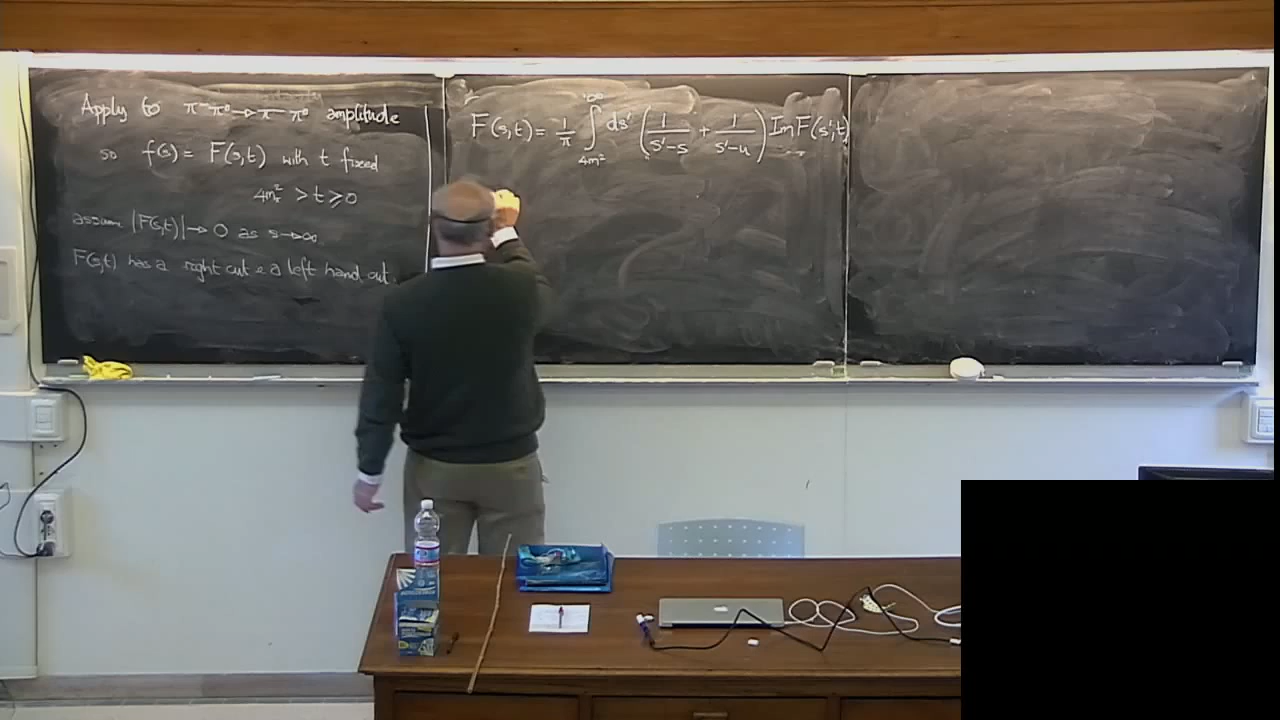 Apply to π⁻π⁰ → π⁻π⁰ amplitude
so f(s) = F(s,t) with t fixed
4m²_π > t ⩾ 0
assume |F(s,t)| → 0 as s → ∞
F(s,t) has a right cut & a left hand cut.
F(s,t) = 1/π ∫_{4m²}^{∞} ds' (1/(s'-s) + 1/(s'-u)) Im F(s',t)